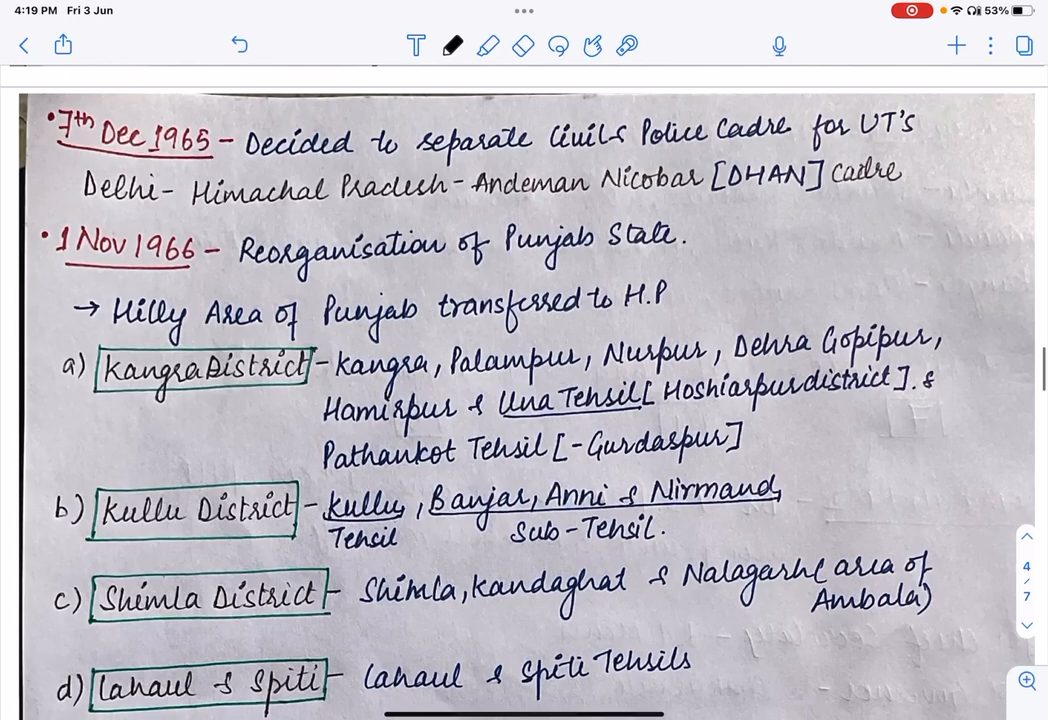 4:19 PM Fri 3 Jun
53%
•7th Dec 1965 - Decided to separate Civil & Police Cadre for UT's
Delhi - Himachal Pradesh - Andeman Nicobar [DHAN] Cadre
•1 Nov 1966 - Reorganisation of Punjab State.
→ Hilly Area of Punjab transferred to H.P
a) Kangra District - Kangra, Palampur, Nurpur, Dehra Gopipur,
Hamirpur & Una Tehsil [Hoshiarpur district]. &
Pathankot Tehsil [-Gurdaspur]
b) Kullu District - Kullu, Banjar, Anni & Nirmand,
Tehsil Sub-Tehsil.
c) Shimla District - Shimla, Kandaghat & Nalagarh( area of
Ambala)
d) Lahaul & Spiti - Lahaul & Spiti Tehsils
4
/
7